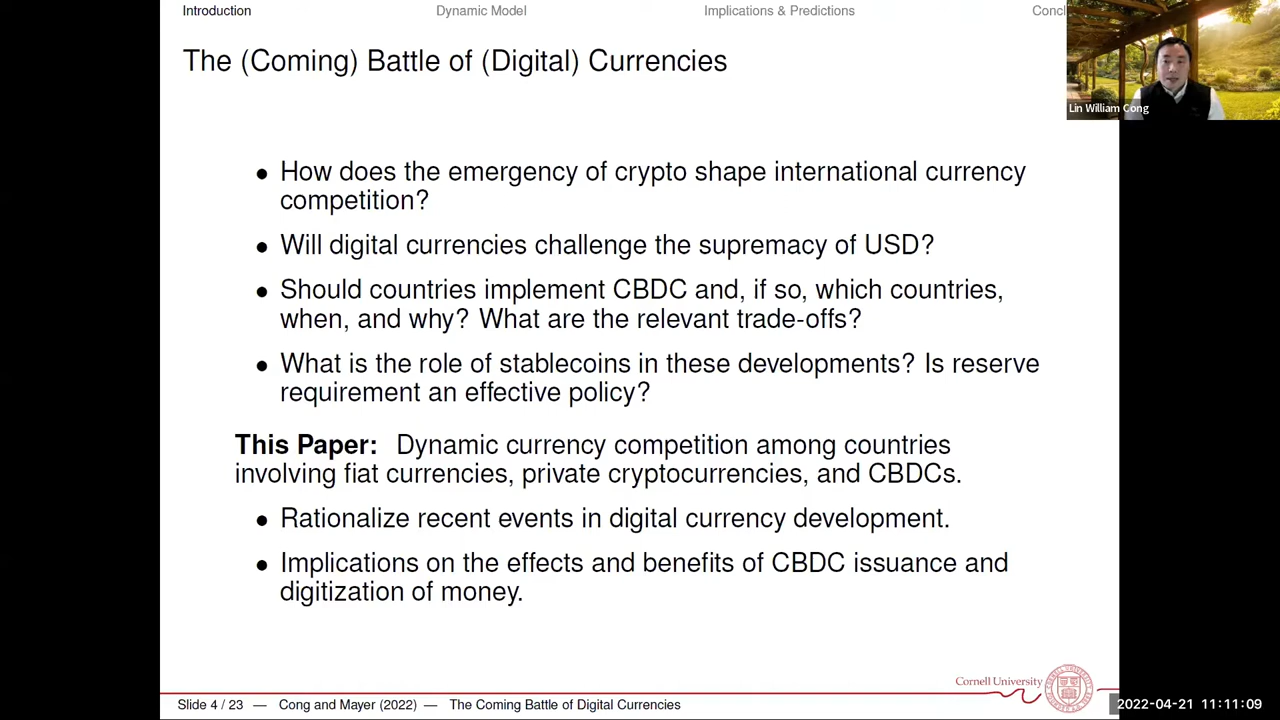 Introduction Dynamic Model Implications & Predictions Concl
The (Coming) Battle of (Digital) Currencies
Lin William Cong
• How does the emergency of crypto shape international currency
competition?
• Will digital currencies challenge the supremacy of USD?
• Should countries implement CBDC and, if so, which countries,
when, and why? What are the relevant trade-offs?
• What is the role of stablecoins in these developments? Is reserve
requirement an effective policy?
This Paper: Dynamic currency competition among countries
involving fiat currencies, private cryptocurrencies, and CBDCs.
• Rationalize recent events in digital currency development.
• Implications on the effects and benefits of CBDC issuance and
digitization of money.
Cornell University
Slide 4 / 23 — Cong and Mayer (2022) — The Coming Battle of Digital Currencies
2022-04-21 11:11:09